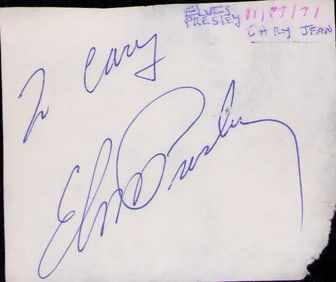 ELVIS 11/27/71
PRESLEY CARY JEAN
To Cary
Elvis Presley